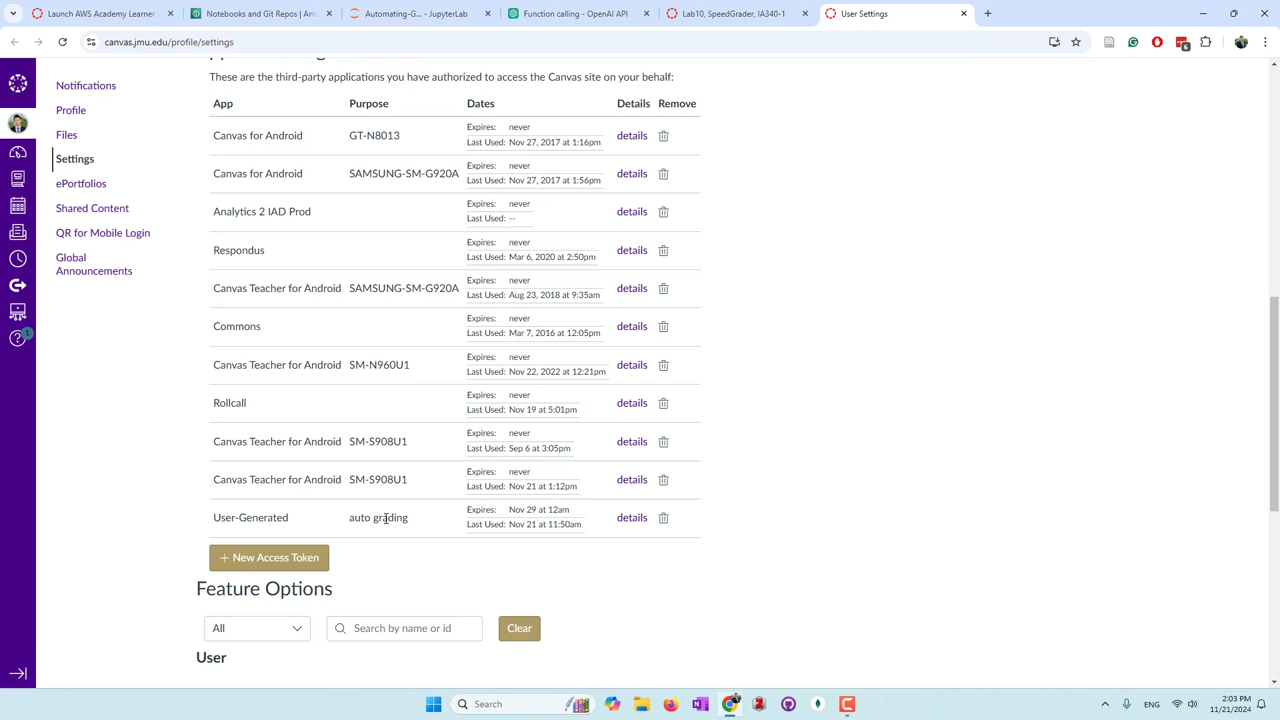 Launch AWS Academy Learner
Notebooks and Git Repos | Am
Automating-G... - JupyterLab
Function calling - OpenAI API
Lab10, SpeedGrader, IA340-1
User Settings
canvas.jmu.edu/profile/settings
6
These are the third-party applications you have authorized to access the Canvas site on your behalf:
App Purpose Dates Details Remove
Canvas for Android GT-N8013 Expires: never details
Last Used: Nov 27, 2017 at 1:16pm
Canvas for Android SAMSUNG-SM-G920A Expires: never details
Last Used: Nov 27, 2017 at 1:56pm
Analytics 2 IAD Prod Expires: never details
Last Used: --
Respondus Expires: never details
Last Used: Mar 6, 2020 at 2:50pm
Canvas Teacher for Android SAMSUNG-SM-G920A Expires: never details
Last Used: Aug 23, 2018 at 9:35am
Commons Expires: never details
Last Used: Mar 7, 2016 at 12:05pm
Canvas Teacher for Android SM-N960U1 Expires: never details
Last Used: Nov 22, 2022 at 12:21pm
Rollcall Expires: never details
Last Used: Nov 19 at 5:01pm
Canvas Teacher for Android SM-S908U1 Expires: never details
Last Used: Sep 6 at 3:05pm
Canvas Teacher for Android SM-S908U1 Expires: never details
Last Used: Nov 21 at 1:12pm
User-Generated auto grading Expires: Nov 29 at 12am details
Last Used: Nov 21 at 11:50am
+ New Access Token
Feature Options
All
Search by name or id
Clear
User
Notifications
Profile
Files
Settings
ePortfolios
Shared Content
QR for Mobile Login
Global
Announcements
1
Search
ENG
2:03 PM
11/21/2024